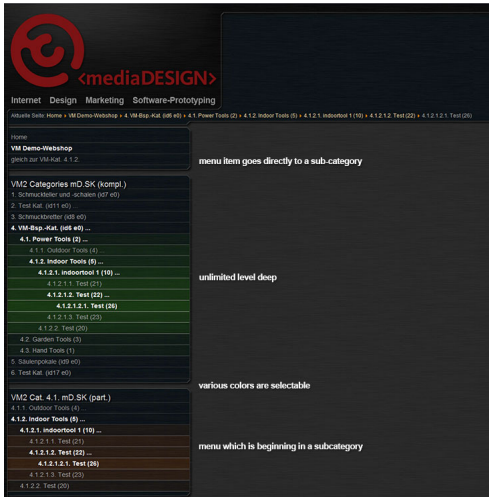 <mediaDESIGN>
Internet Design Marketing Software-Prototyping
Aktuelle Seite: Home ▸ VM Demo-Webshop ▸ 4. VM-Bsp.-Kat. (id6 e0) ▸ 4.1. Power Tools (2) ▸ 4.1.2. Indoor Tools (5) ▸ 4.1.2.1. indoortool 1 (10) ▸ 4.1.2.1.2. Test (22) ▸ 4.1.2.1.2.1. Test (26)
Home
VM Demo-Webshop
gleich zur VM-Kat. 4.1.2.
menu item goes directly to a sub-category
VM2 Categories mD.SK (kompl.)
1. Schmuckteller und -schalen (id7 e0)
2. Test Kat. (id11 e0) ...
3. Schmuckbretter (id8 e0)
4. VM-Bsp.-Kat. (id6 e0) ...
4.1. Power Tools (2) ...
4.1.1. Outdoor Tools (4) ...
4.1.2. Indoor Tools (5) ...
4.1.2.1. indoortool 1 (10) ...
unlimited level deep
4.1.2.1.1. Test (21)
4.1.2.1.2. Test (22) ...
4.1.2.1.2.1. Test (26)
4.1.2.1.3. Test (23)
4.1.2.2. Test (20)
4.2. Garden Tools (3)
4.3. Hand Tools (1)
5. Säulenpokale (id9 e0)
6. Test Kat. (id17 e0)
various colors are selectable
VM2 Cat. 4.1. mD.SK (part.)
4.1.1. Outdoor Tools (4) ...
4.1.2. Indoor Tools (5) ...
4.1.2.1. indoortool 1 (10) ...
4.1.2.1.1. Test (21)
menu which is beginning in a subcategory
4.1.2.1.2. Test (22) ...
4.1.2.1.2.1. Test (26)
4.1.2.1.3. Test (23)
4.1.2.2. Test (20)